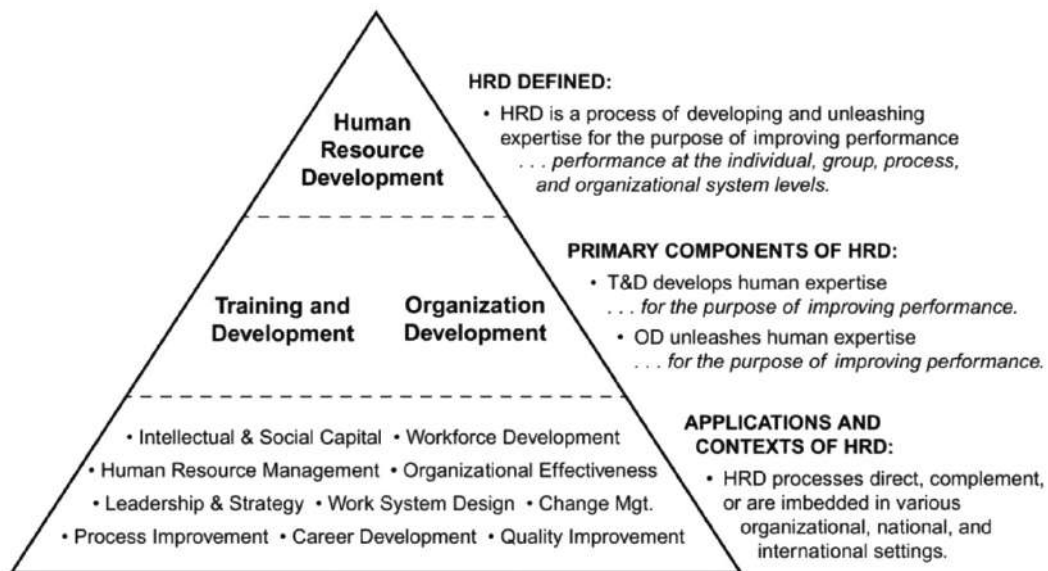 Human
Resource
Development
HRD DEFINED:
• HRD is a process of developing and unleashing
expertise for the purpose of improving performance
. . . performance at the individual, group, process,
and organizational system levels.
Training and
Development
Organization
Development
PRIMARY COMPONENTS OF HRD:
• T&D develops human expertise
. . . for the purpose of improving performance.
• OD unleashes human expertise
. . . for the purpose of improving performance.
• Intellectual & Social Capital • Workforce Development
• Human Resource Management • Organizational Effectiveness
• Leadership & Strategy • Work System Design • Change Mgt.
• Process Improvement • Career Development • Quality Improvement
APPLICATIONS AND
CONTEXTS OF HRD:
• HRD processes direct, complement,
or are imbedded in various
organizational, national, and
international settings.